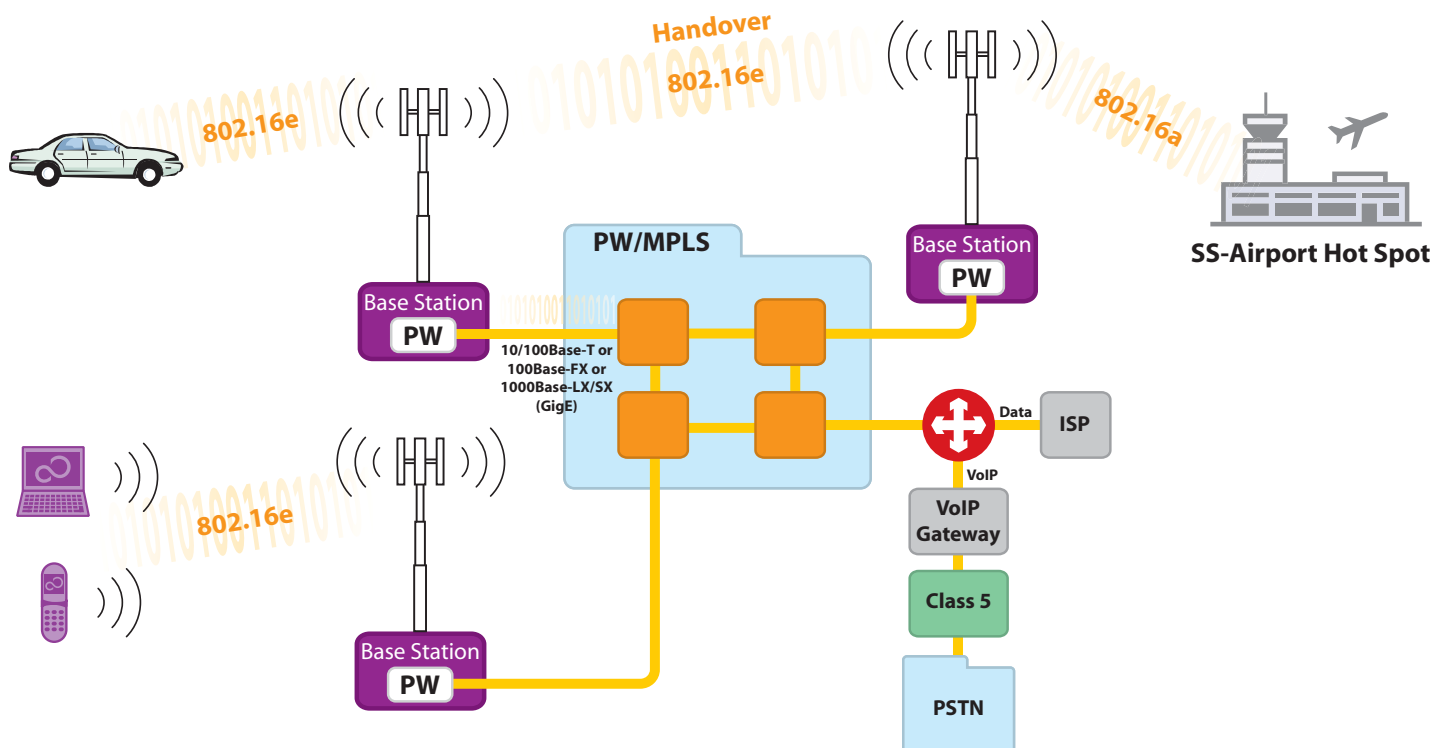 Handover
802.16e
802.16e
802.16a
SS-Airport Hot Spot
PW/MPLS
Base Station
PW
Base Station
PW
01010100110101010
10/100Base-T or
100Base-FX or
1000Base-LX/SX
(GigE)
Data
ISP
VoIP
VoIP
Gateway
802.16e
Class 5
Base Station
PW
PSTN